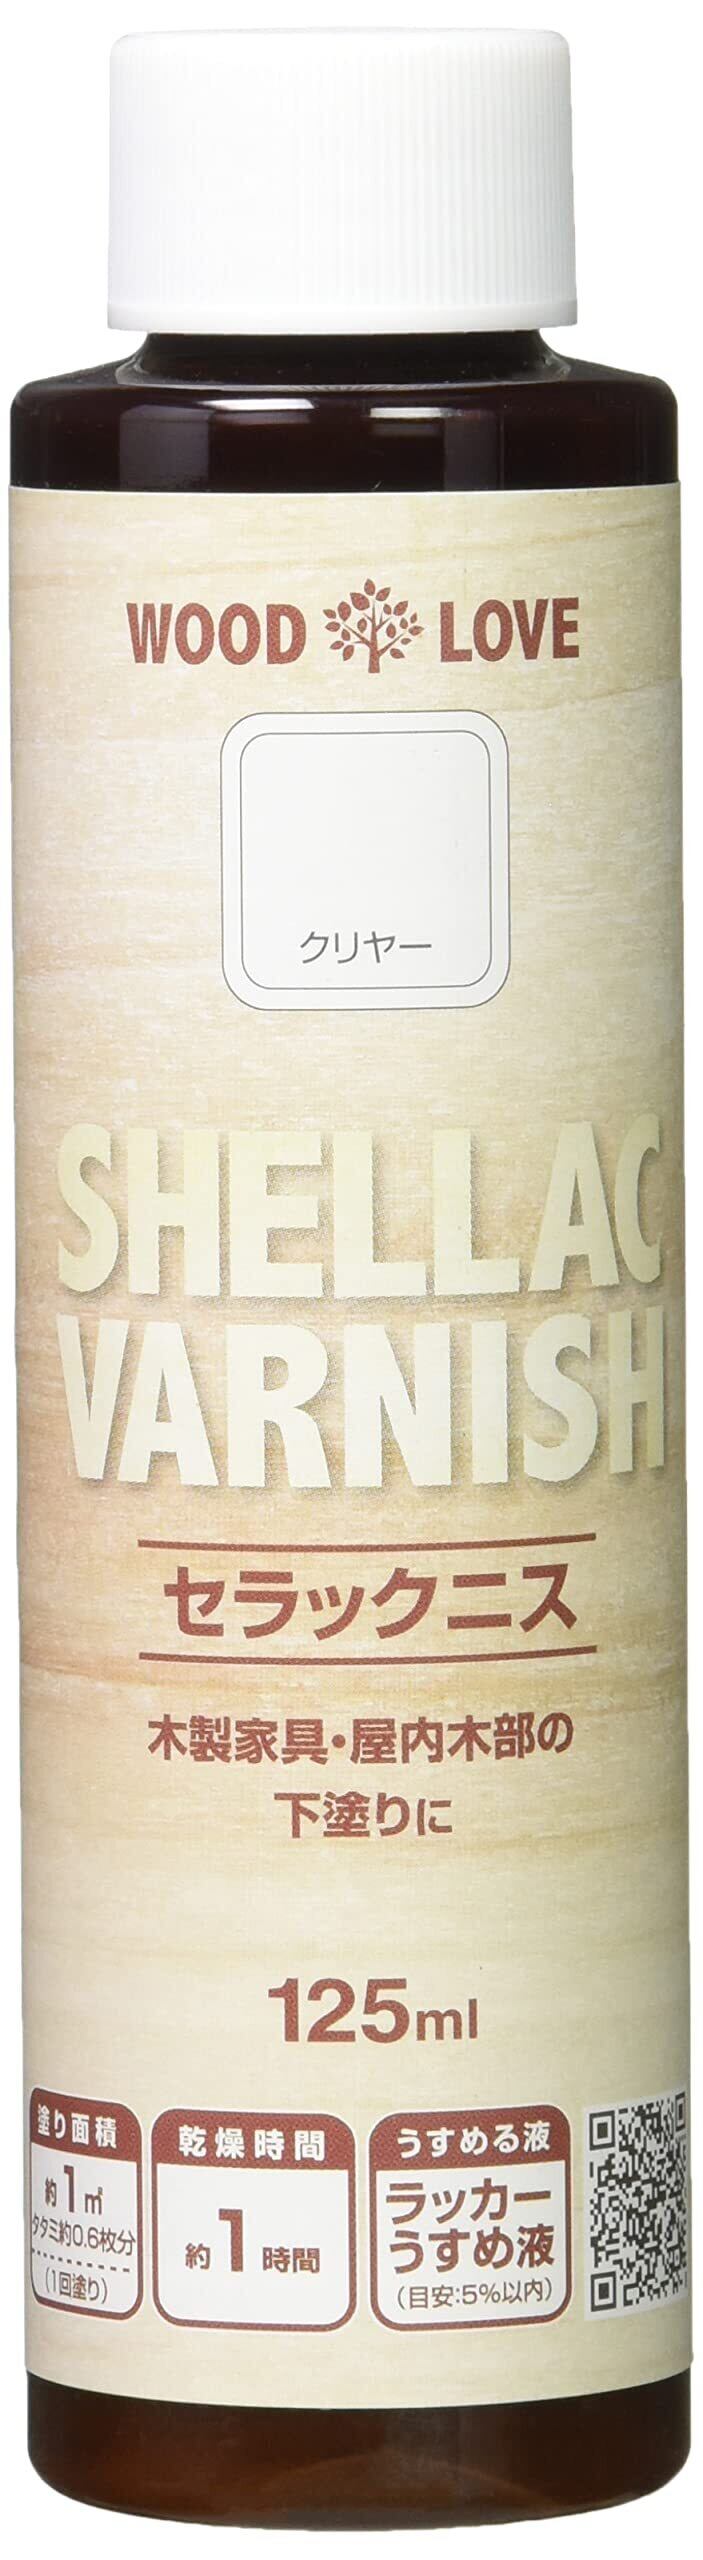 WOOD LOVE
クリヤー
SHELLAC
VARNISH
セラックニス
木製家具・屋内木部の
下塗りに
125ml
塗り面積
約1㎡
タタミ約0.6枚分
(1回塗り)
乾燥時間
約1時間
うすめる液
ラッカー
うすめ液
(目安:5%以内)